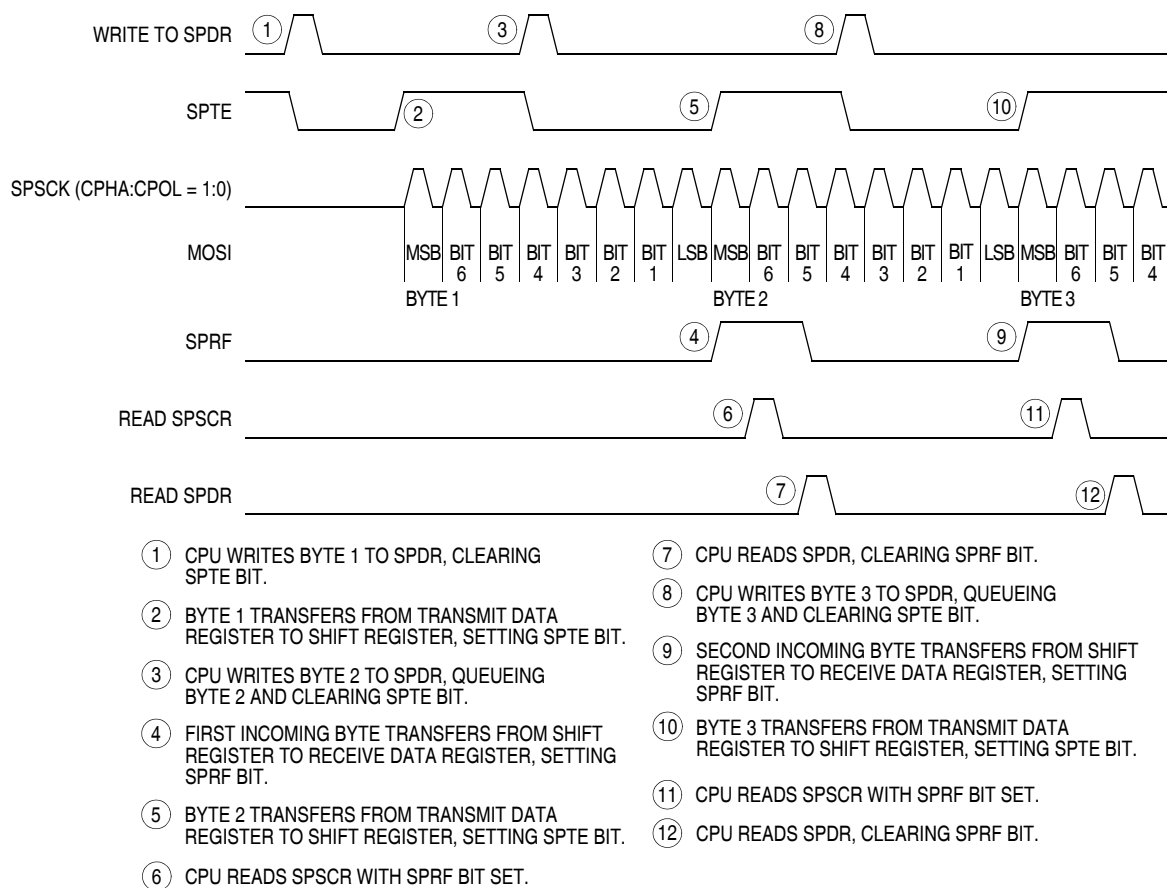 WRITE TO SPDR
1
3
8
SPTE
2
5
10
SPSCK (CPHA:CPOL = 1:0)
MOSI
MSB BIT 6 BIT 5 BIT 4 BIT 3 BIT 2 BIT 1 LSB MSB BIT 6 BIT 5 BIT 4 BIT 3 BIT 2 BIT 1 LSB MSB BIT 6 BIT 5 BIT 4
BYTE 1
BYTE 2
BYTE 3
SPRF
4
9
READ SPSCR
6
11
READ SPDR
7
12
1 CPU WRITES BYTE 1 TO SPDR, CLEARING
SPTE BIT.
2 BYTE 1 TRANSFERS FROM TRANSMIT DATA
REGISTER TO SHIFT REGISTER, SETTING SPTE BIT.
3 CPU WRITES BYTE 2 TO SPDR, QUEUEING
BYTE 2 AND CLEARING SPTE BIT.
4 FIRST INCOMING BYTE TRANSFERS FROM SHIFT
REGISTER TO RECEIVE DATA REGISTER, SETTING
SPRF BIT.
5 BYTE 2 TRANSFERS FROM TRANSMIT DATA
REGISTER TO SHIFT REGISTER, SETTING SPTE BIT.
6 CPU READS SPSCR WITH SPRF BIT SET.
7 CPU READS SPDR, CLEARING SPRF BIT.
8 CPU WRITES BYTE 3 TO SPDR, QUEUEING
BYTE 3 AND CLEARING SPTE BIT.
9 SECOND INCOMING BYTE TRANSFERS FROM SHIFT
REGISTER TO RECEIVE DATA REGISTER, SETTING
SPRF BIT.
10 BYTE 3 TRANSFERS FROM TRANSMIT DATA
REGISTER TO SHIFT REGISTER, SETTING SPTE BIT.
11 CPU READS SPSCR WITH SPRF BIT SET.
12 CPU READS SPDR, CLEARING SPRF BIT.